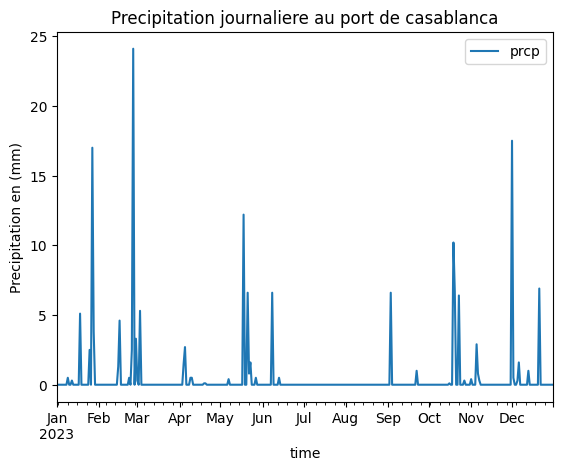 Precipitation journaliere au port de casablanca
prcp
Precipitation en (mm)
25
20
15
10
5
0
Jan Feb Mar Apr May Jun Jul Aug Sep Oct Nov Dec
2023
time